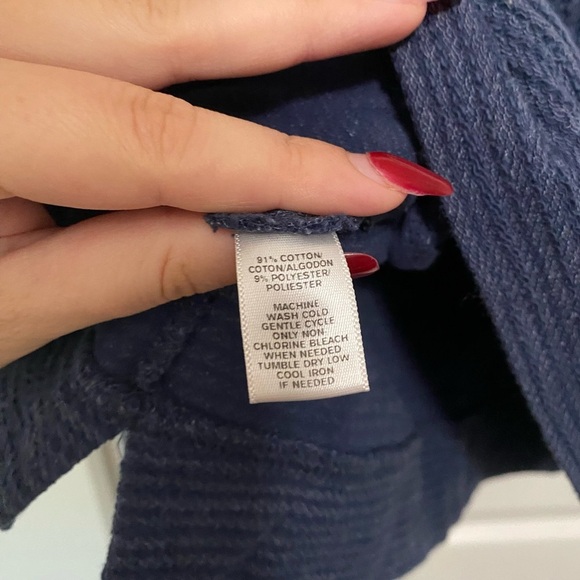 91% COTTON/
COTON/ALGODON
9% POLYESTER/
POLIESTER
MACHINE
WASH COLD
GENTLE CYCLE
ONLY NON-
CHLORINE BLEACH
WHEN NEEDED
TUMBLE DRY LOW
COOL IRON
IF NEEDED